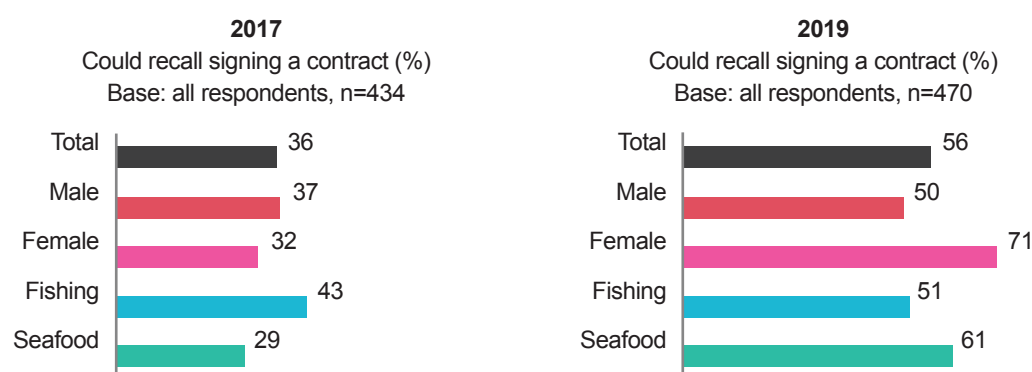 2017
Could recall signing a contract (%)
Base: all respondents, n=434
Total 36
Male 37
Female 32
Fishing 43
Seafood 29
2019
Could recall signing a contract (%)
Base: all respondents, n=470
Total 56
Male 50
Female 71
Fishing 51
Seafood 61